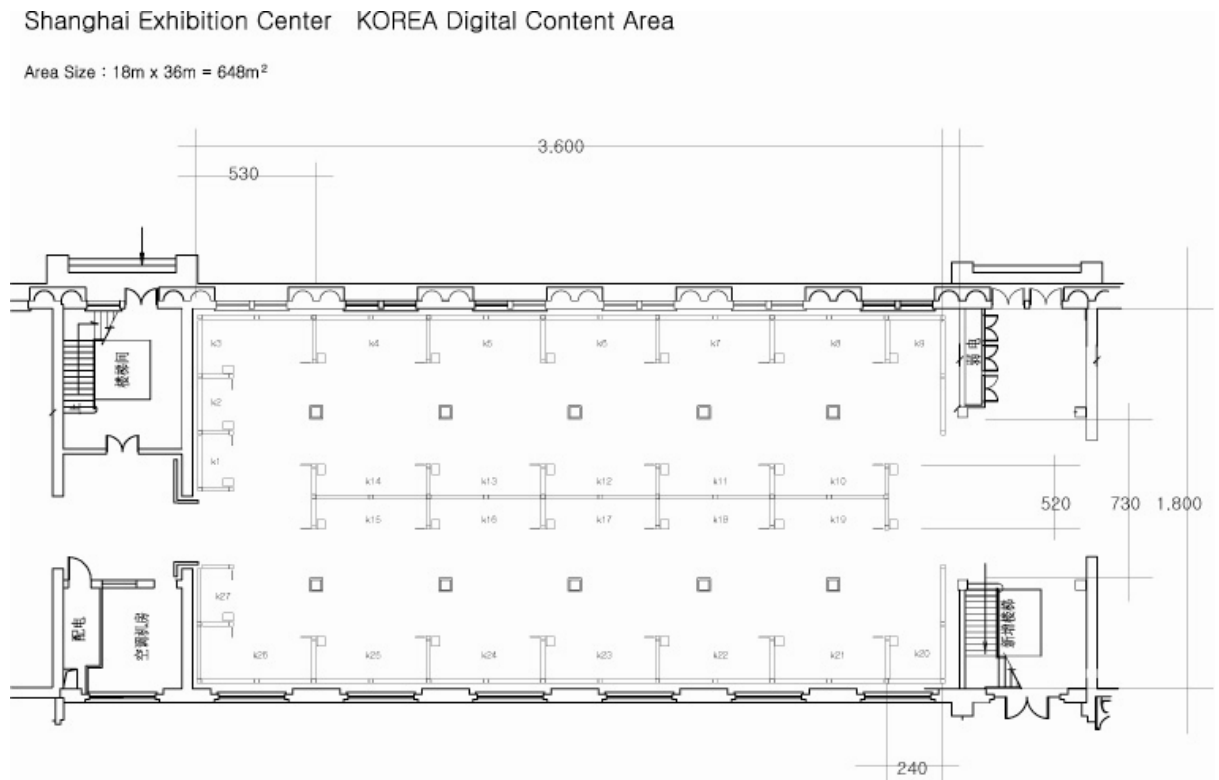 Shanghai Exhibition Center KOREA Digital Content Area
Area Size : 18m x 36m = 648m²
3.600
530
k3
k4
k5
k6
k7
k8
k9
楼梯间
弱电
k2
k1
k14
k13
k12
k11
k10
k15
k16
k17
k18
k19
520
730
1.800
k27
配电
空调机房
新增楼梯
k26
k25
k24
k23
k22
k21
k20
240